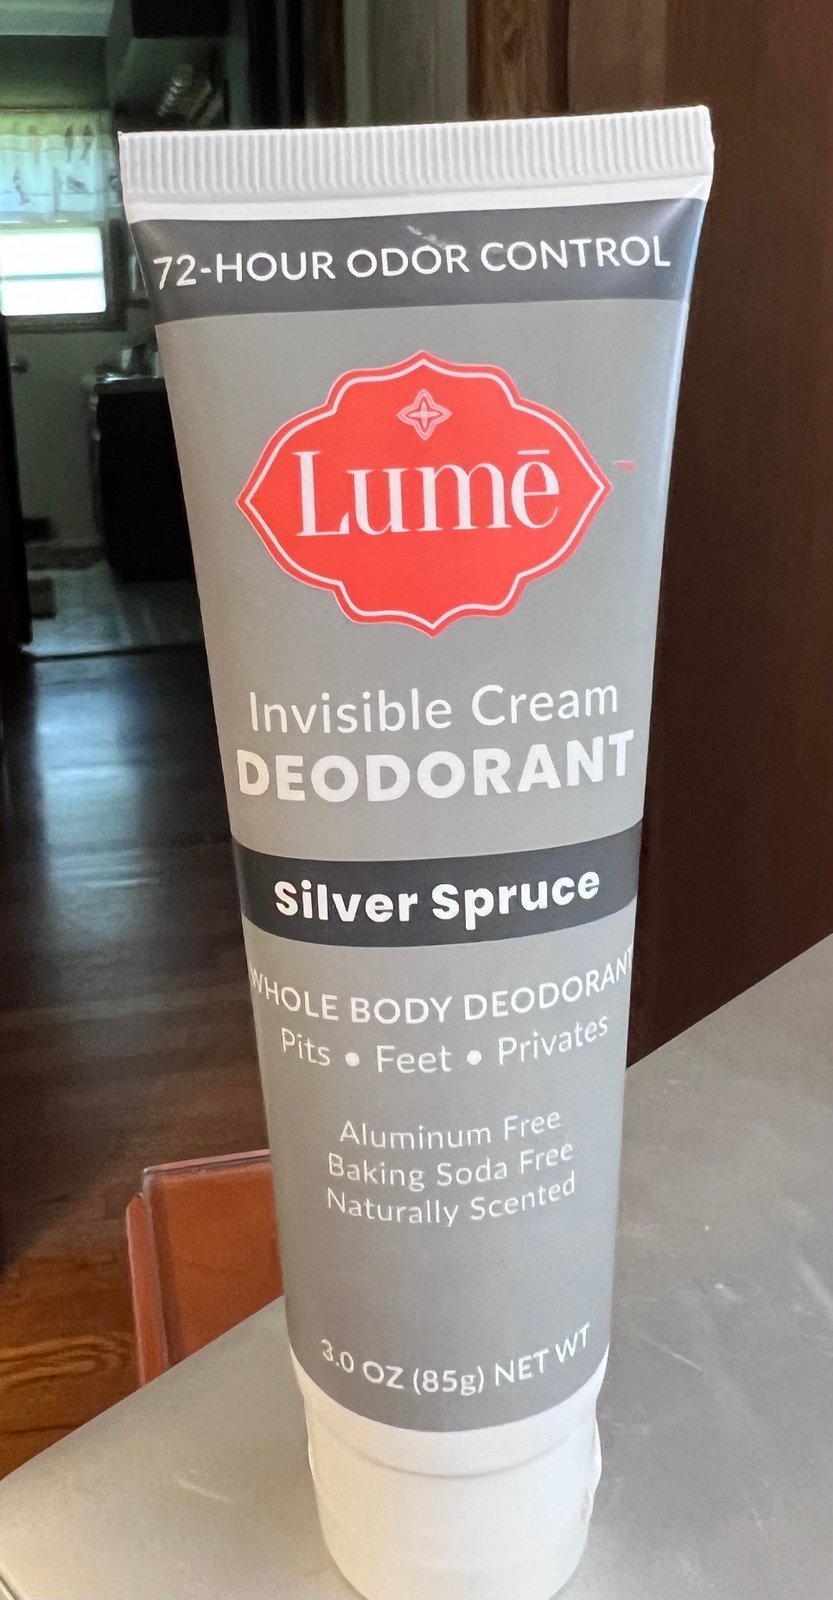 72-HOUR ODOR CONTROL
Lumē
™
Invisible Cream
DEODORANT
Silver Spruce
WHOLE BODY DEODORANT
Pits • Feet • Privates
Aluminum Free
Baking Soda Free
Naturally Scented
3.0 OZ (85g) NET WT